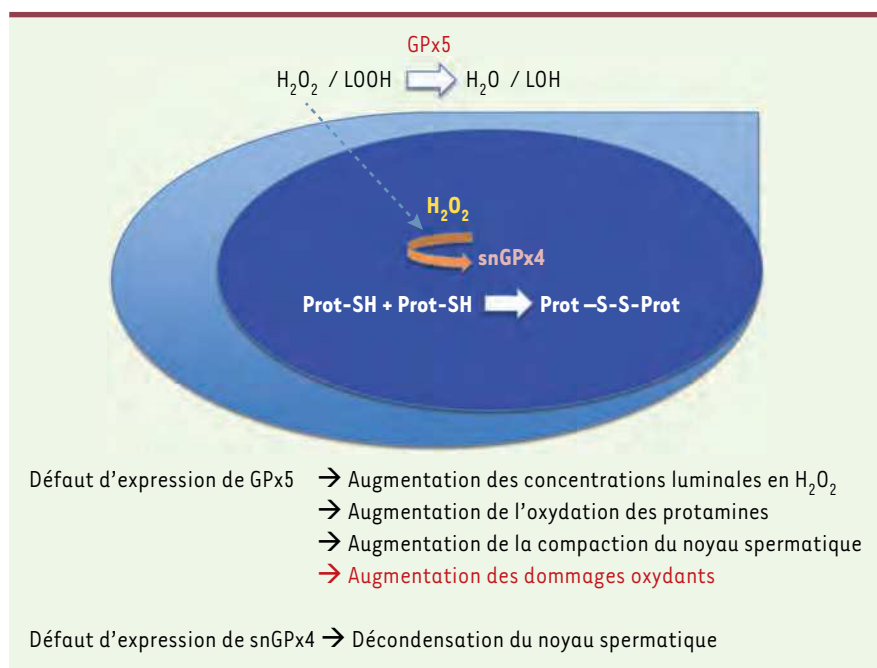 GPx5
H₂O₂ / LOOH H₂O / LOH
H₂O₂
snGPx4
Prot-SH + Prot-SH Prot –S-S-Prot
Défaut d'expression de GPx5 → Augmentation des concentrations luminales en H₂O₂
→ Augmentation de l'oxydation des protamines
→ Augmentation de la compaction du noyau spermatique
→ Augmentation des dommages oxydants
Défaut d'expression de snGPx4 → Décondensation du noyau spermatique